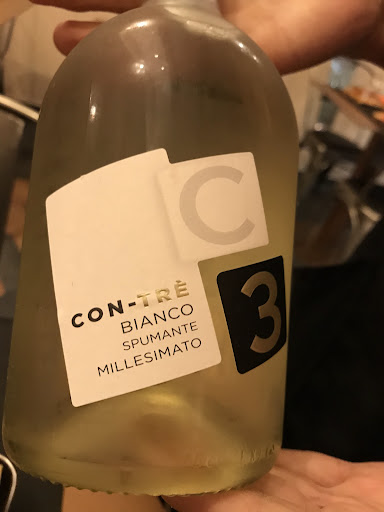 C
CON-TRÈ
BIANCO
SPUMANTE
MILLESIMATO
3